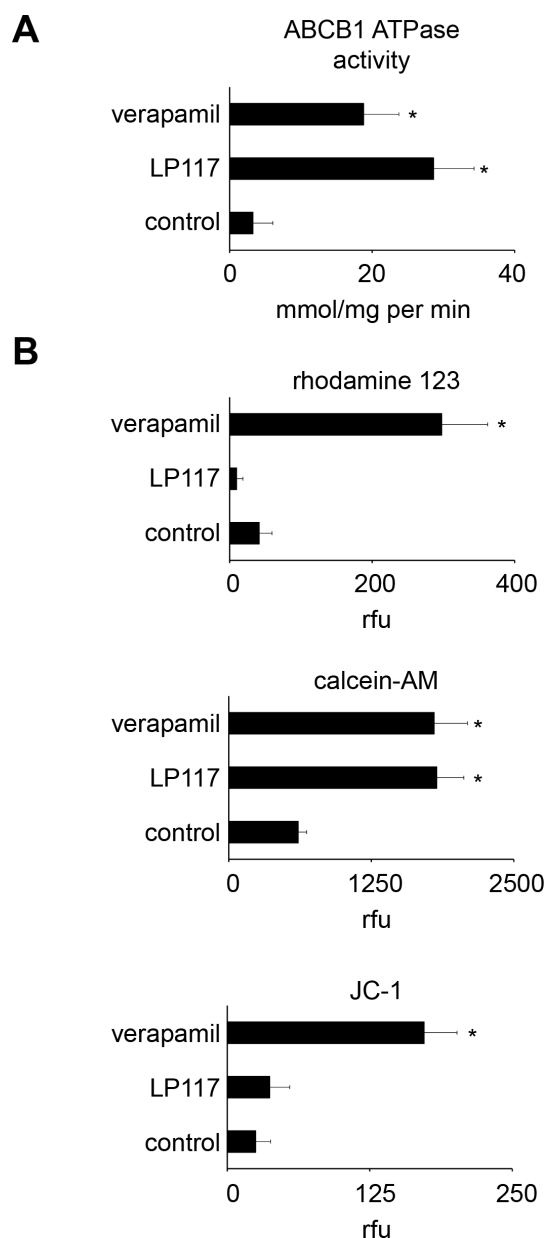 A
ABCB1 ATPase
activity
verapamil
*
LP117
*
control
0 20 40
mmol/mg per min
B
rhodamine 123
verapamil
*
LP117
control
0 200 400
rfu
calcein-AM
verapamil
*
LP117
*
control
0 1250 2500
rfu
JC-1
verapamil
*
LP117
control
0 125 250
rfu